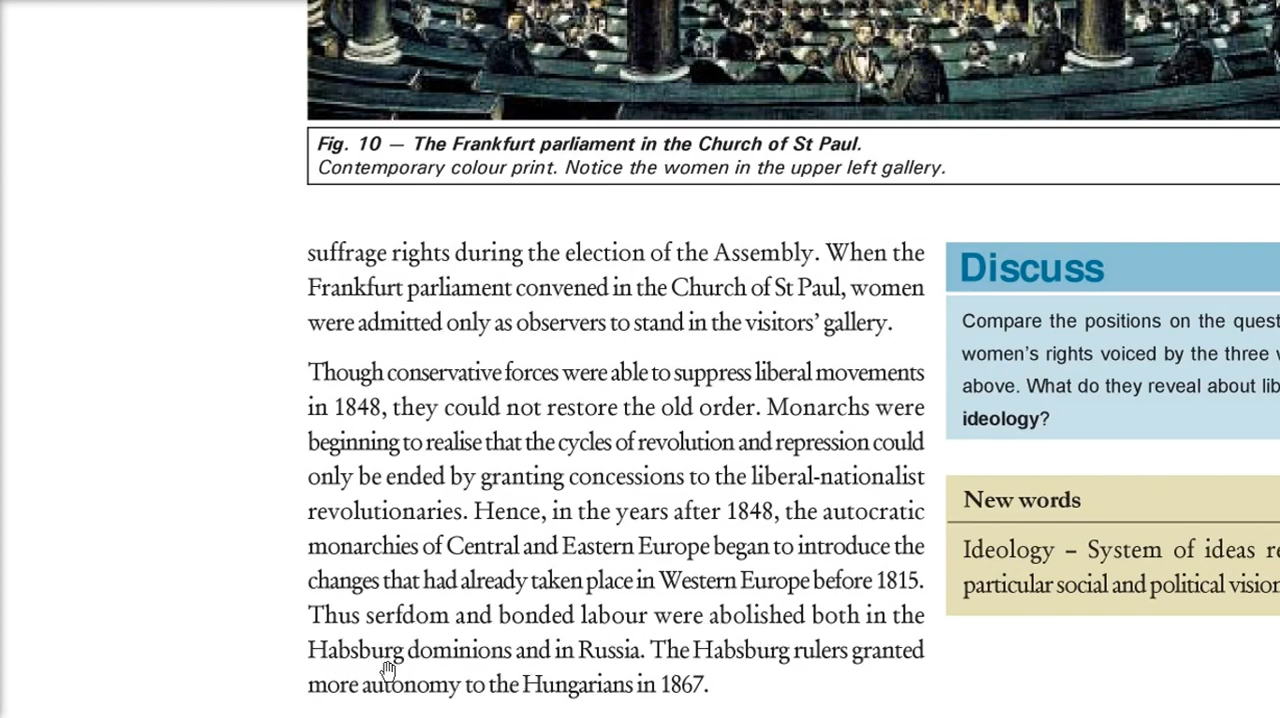 Fig. 10 — The Frankfurt parliament in the Church of St Paul.
Contemporary colour print. Notice the women in the upper left gallery.
suffrage rights during the election of the Assembly. When the
Frankfurt parliament convened in the Church of St Paul, women
were admitted only as observers to stand in the visitors’ gallery.
Though conservative forces were able to suppress liberal movements
in 1848, they could not restore the old order. Monarchs were
beginning to realise that the cycles of revolution and repression could
only be ended by granting concessions to the liberal-nationalist
revolutionaries. Hence, in the years after 1848, the autocratic
monarchies of Central and Eastern Europe began to introduce the
changes that had already taken place in Western Europe before 1815.
Thus serfdom and bonded labour were abolished both in the
Habsburg dominions and in Russia. The Habsburg rulers granted
more autonomy to the Hungarians in 1867.
Discuss
Compare the positions on the
women’s rights voiced by the three
above. What do they reveal about
ideology?
New words
Ideology – System of ideas
particular social and political